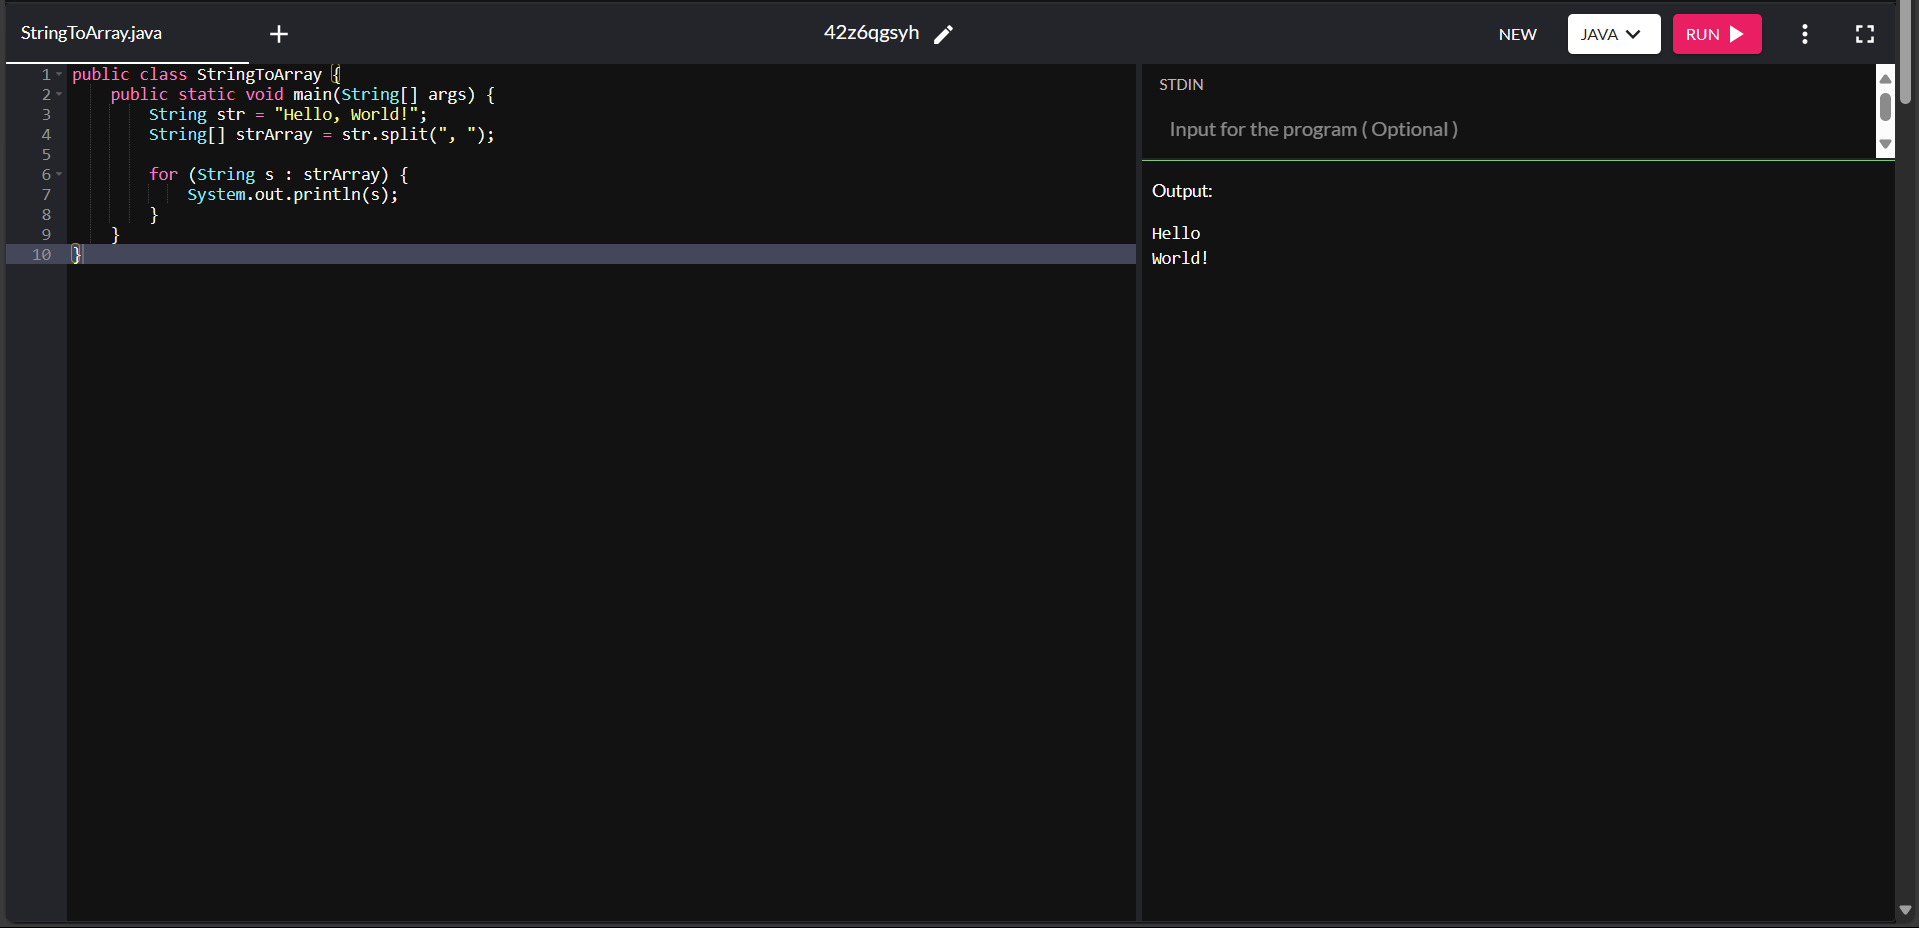 StringToArray.java + 42z6qgsyh NEW JAVA RUN
1 public class StringToArray {
2     public static void main(String[] args) {
3         String str = "Hello, World!";
4         String[] strArray = str.split(", ");
5
6         for (String s : strArray) {
7             System.out.println(s);
8         }
9     }
10 }
STDIN
Input for the program ( Optional )
Output:
Hello
World!